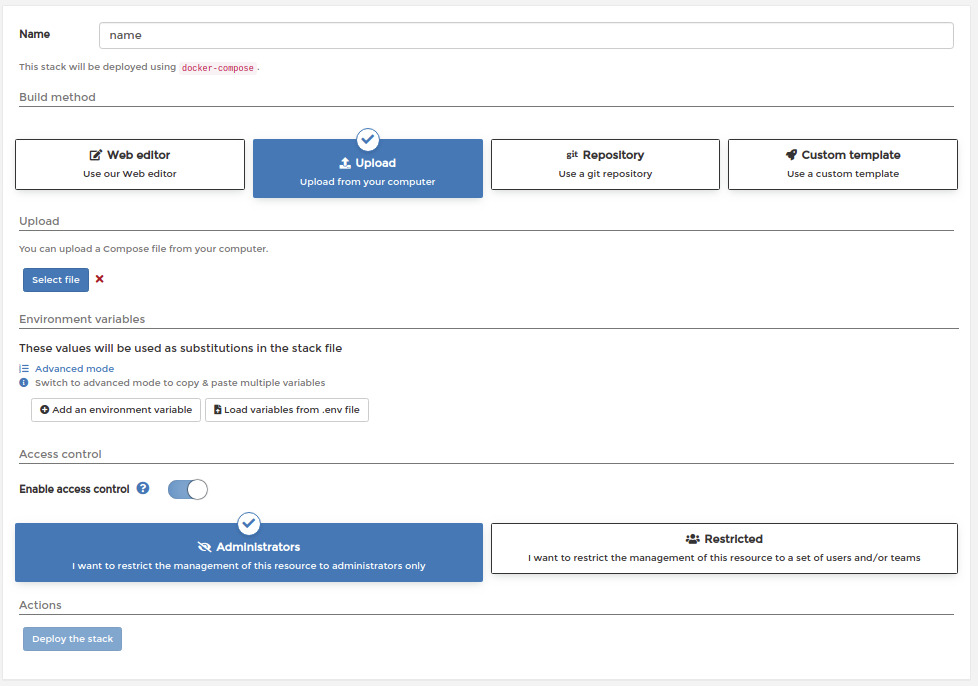 Name
name
This stack will be deployed using docker-compose .
Build method
Web editor
Use our Web editor
Upload
Upload from your computer
git Repository
Use a git repository
Custom template
Use a custom template
Upload
You can upload a Compose file from your computer.
Select file
Environment variables
These values will be used as substitutions in the stack file
Advanced mode
Switch to advanced mode to copy & paste multiple variables
Add an environment variable
Load variables from .env file
Access control
Enable access control
Administrators
I want to restrict the management of this resource to administrators only
Restricted
I want to restrict the management of this resource to a set of users and/or teams
Actions
Deploy the stack